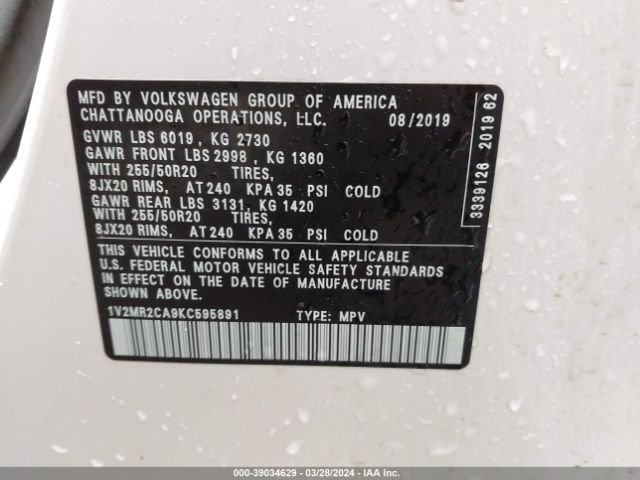 MFD BY VOLKSWAGEN GROUP OF AMERICA
CHATTANOOGA OPERATIONS, LLC. 08/2019
GVWR LBS 6019 , KG 2730
GAWR FRONT LBS 2998 , KG 1360
WITH 255/50R20 TIRES,
8JX20 RIMS, AT 240 KPA 35 PSI COLD
GAWR REAR LBS 3131, KG 1420
WITH 255/50R20 TIRES,
8JX20 RIMS, AT 240 KPA 35 PSI COLD
THIS VEHICLE CONFORMS TO ALL APPLICABLE
U.S. FEDERAL MOTOR VEHICLE SAFETY STANDARDS
IN EFFECT ON THE DATE OF MANUFACTURE
SHOWN ABOVE.
1V2MR2CA9KC595891 TYPE: MPV
3339126 2019 62
000-39034629 - 03/28/2024 - IAA Inc. Copyright